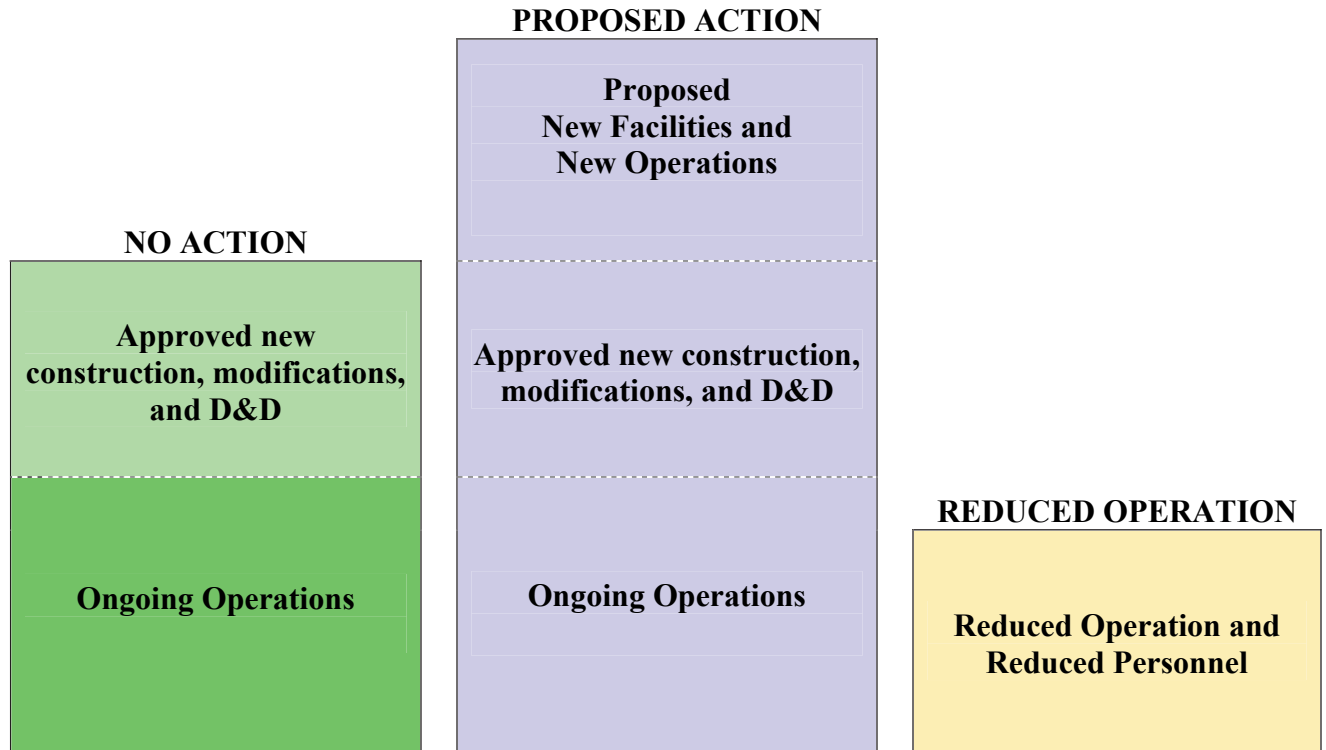 PROPOSED ACTION
Proposed
New Facilities and
New Operations
NO ACTION
Approved new
construction, modifications,
and D&D
Approved new construction,
modifications, and D&D
REDUCED OPERATION
Ongoing Operations
Ongoing Operations
Reduced Operation and
Reduced Personnel